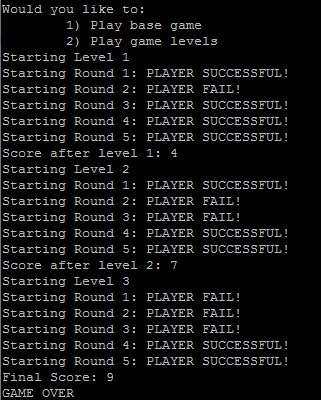 Would you like to:
1) Play base game
2) Play game levels
Starting Level 1
Starting Round 1: PLAYER SUCCESSFUL!
Starting Round 2: PLAYER FAIL!
Starting Round 3: PLAYER SUCCESSFUL!
Starting Round 4: PLAYER SUCCESSFUL!
Starting Round 5: PLAYER SUCCESSFUL!
Score after level 1: 4
Starting Level 2
Starting Round 1: PLAYER SUCCESSFUL!
Starting Round 2: PLAYER FAIL!
Starting Round 3: PLAYER FAIL!
Starting Round 4: PLAYER SUCCESSFUL!
Starting Round 5: PLAYER SUCCESSFUL!
Score after level 2: 7
Starting Level 3
Starting Round 1: PLAYER FAIL!
Starting Round 2: PLAYER FAIL!
Starting Round 3: PLAYER FAIL!
Starting Round 4: PLAYER SUCCESSFUL!
Starting Round 5: PLAYER SUCCESSFUL!
Final Score: 9
GAME OVER